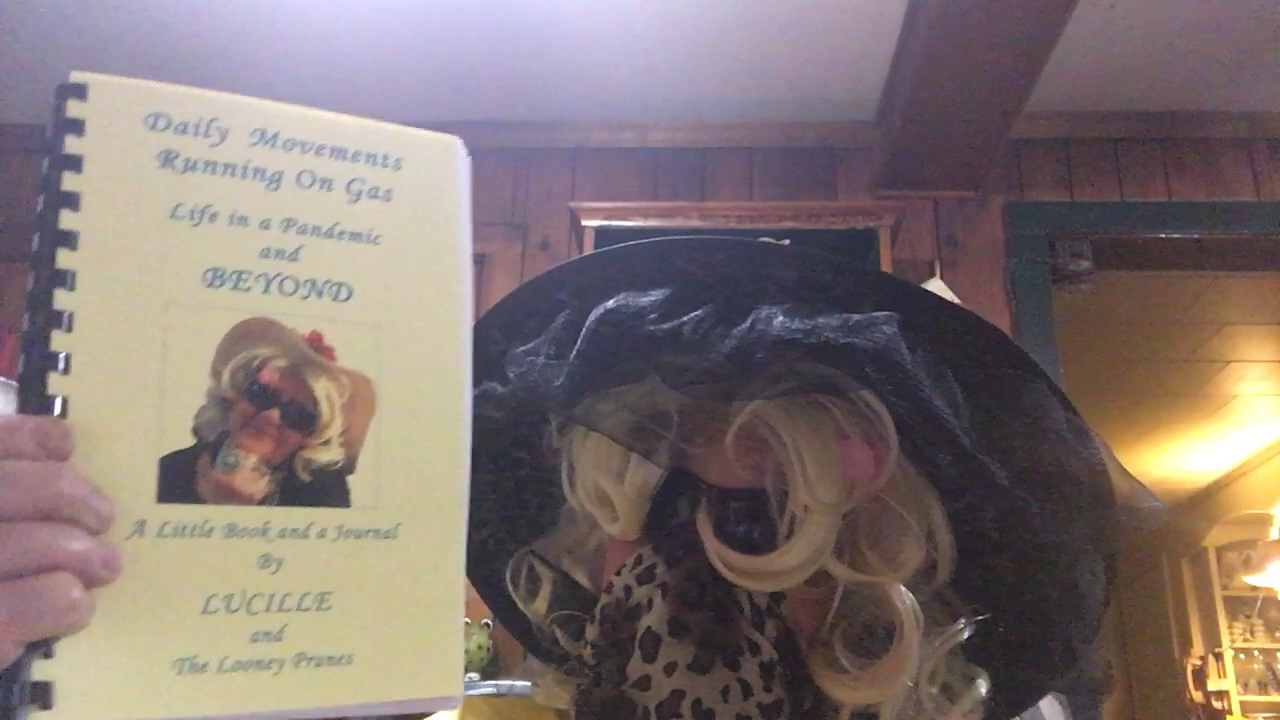 Daily Movements
Running On Gas
Life in a Pandemic
and
BEYOND
A Little Book and a Journal
By
LUCILLE
and
The Looney Prunes